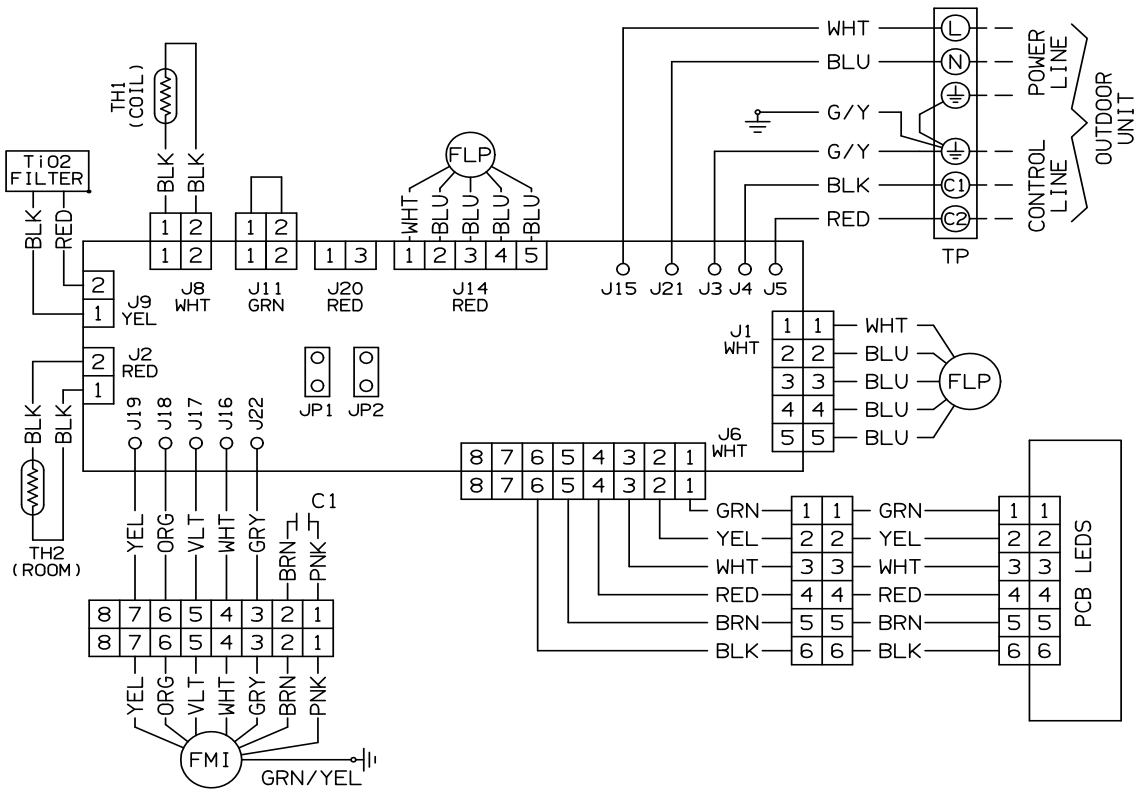 WHT L
BLU N
G/Y
G/Y
BLK C1
RED C2
TP
POWER
LINE
CONTROL
LINE
OUTDOOR
UNIT
TH1
(COIL)
BLK BLK
TiO2
FILTER
BLK RED
FLP
WHT BLU BLU BLU BLU
1 2
1 2
J8
WHT
1 2
1 2
J11
GRN
1 3
J20
RED
1 2 3 4 5
J14
RED
J15 J21 J3 J4 J5
2
1
J9
YEL
2
1
J2
RED
BLK BLK
TH2
(ROOM)
JP1 JP2
J1
WHT
1 1 WHT
2 2 BLU
3 3 BLU
4 4 BLU
5 5 BLU
FLP
J19 J18 J17 J16 J22
J6
WHT
8 7 6 5 4 3 2 1
8 7 6 5 4 3 2 1
GRN 1 1 GRN 1 1
YEL 2 2 YEL 2 2
WHT 3 3 WHT 3 3
RED 4 4 RED 4 4
BRN 5 5 BRN 5 5
BLK 6 6 BLK 6 6
PCB LEDS
C1
YEL ORG VLT WHT GRY BRN PNK
8 7 6 5 4 3 2 1
8 7 6 5 4 3 2 1
YEL ORG VLT WHT GRY BRN PNK
FMI
GRN/YEL